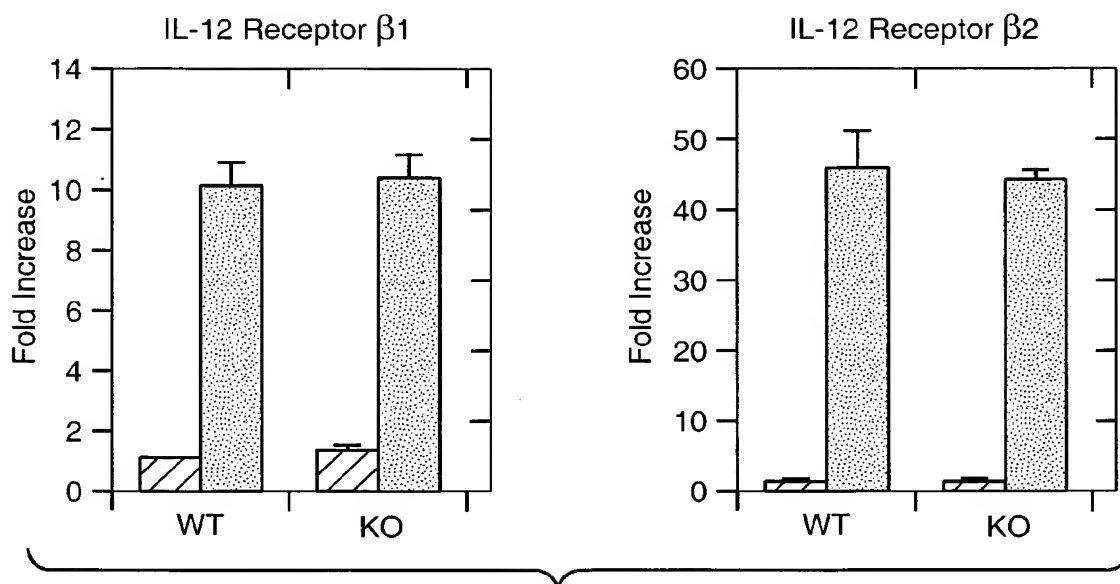 IL-12 Receptor β1
14
12
10
8
6
4
2
0
Fold Increase
WT KO
IL-12 Receptor β2
60
50
40
30
20
10
0
Fold Increase
WT KO